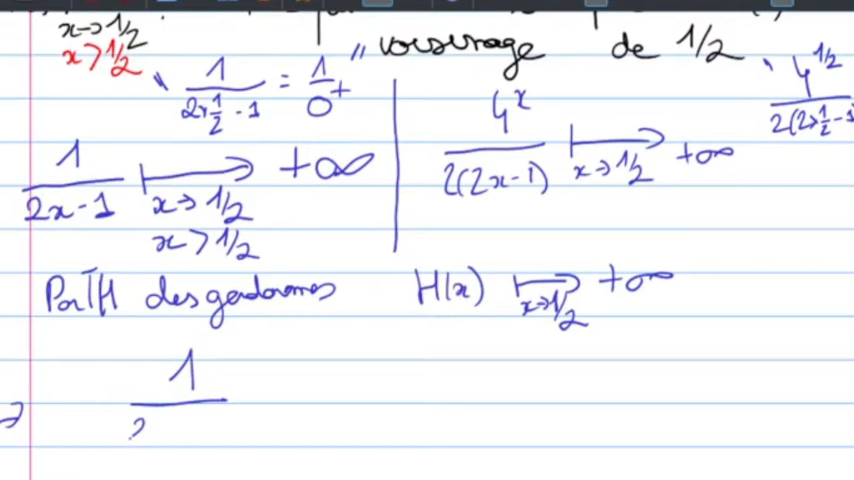 x→1/2
x>1/2
" voisinage de 1/2
1/(2×1/2 - 1) = 1/0⁺
4^(1/2)/(2(2×1/2 - 1
1/(2x - 1) ⟼ +∞
x→1/2
x>1/2
4^x/(2(2x-1)) ⟼ +∞
x→1/2
Par TH des gendarmes H(x) ⟼ +∞
x→1/2
1
2